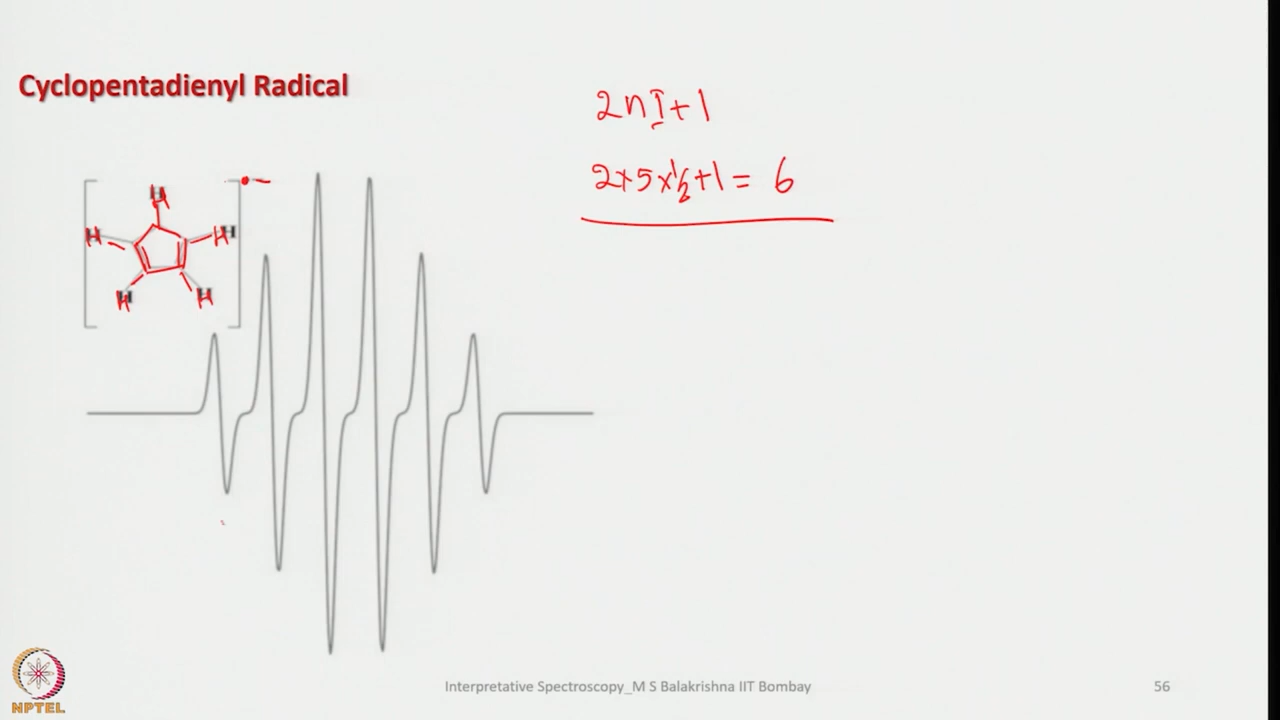 Cyclopentadienyl Radical
2nI+1
2×5×1/2+1= 6
H
H H
H H
•–
Interpretative Spectroscopy_M S Balakrishna IIT Bombay
56
NPTEL